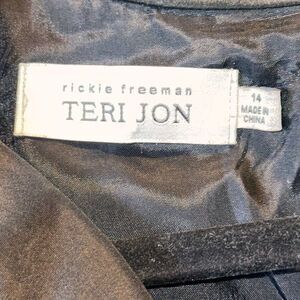 rickie freeman
TERI JON
14
MADE IN
CHINA